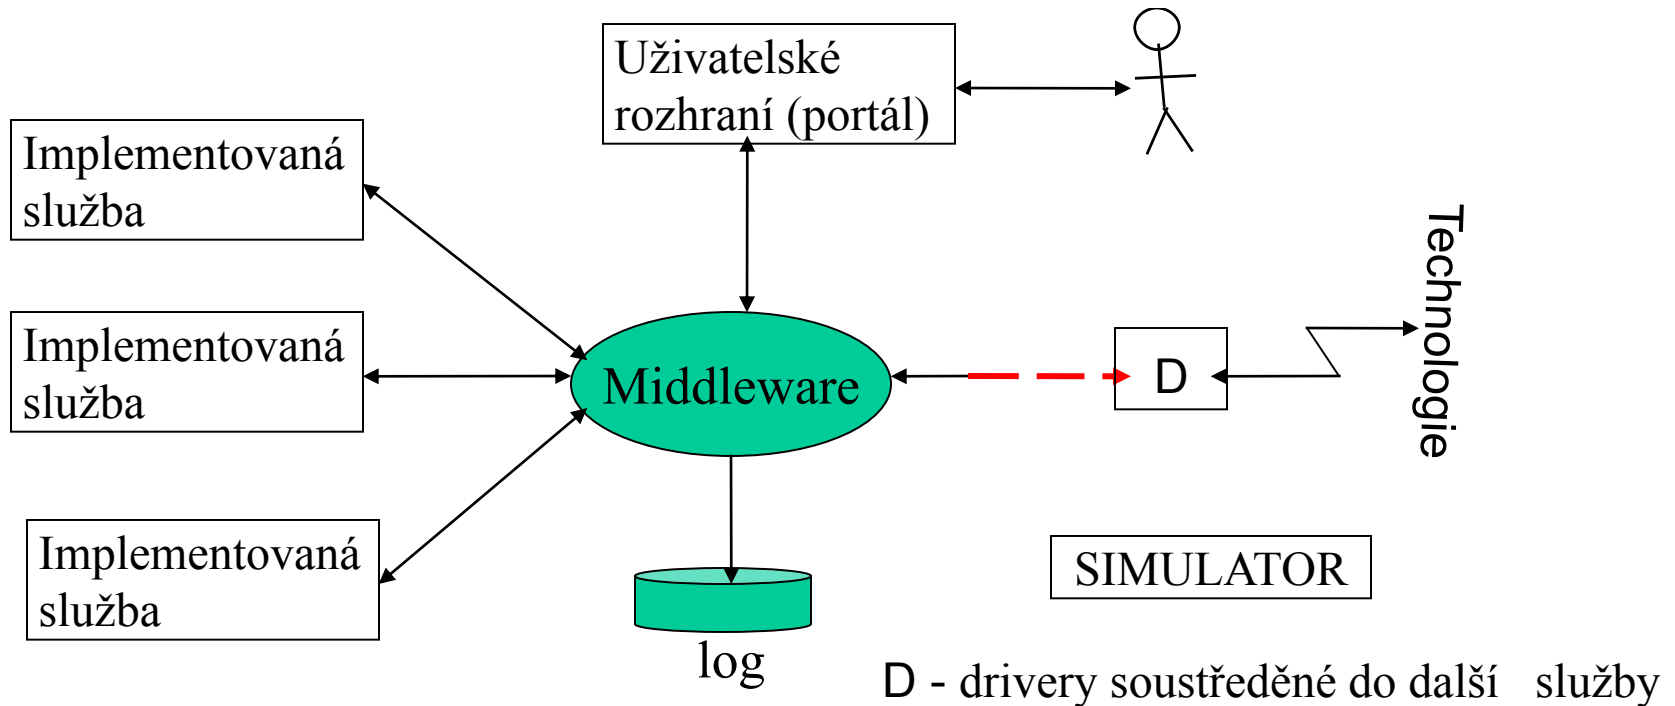 Uživatelské
rozhraní (portál)
Implementovaná
služba
Technologie
Implementovaná
služba
Middleware
D
Implementovaná
služba
SIMULATOR
log
D - drivery soustředěné do další služby